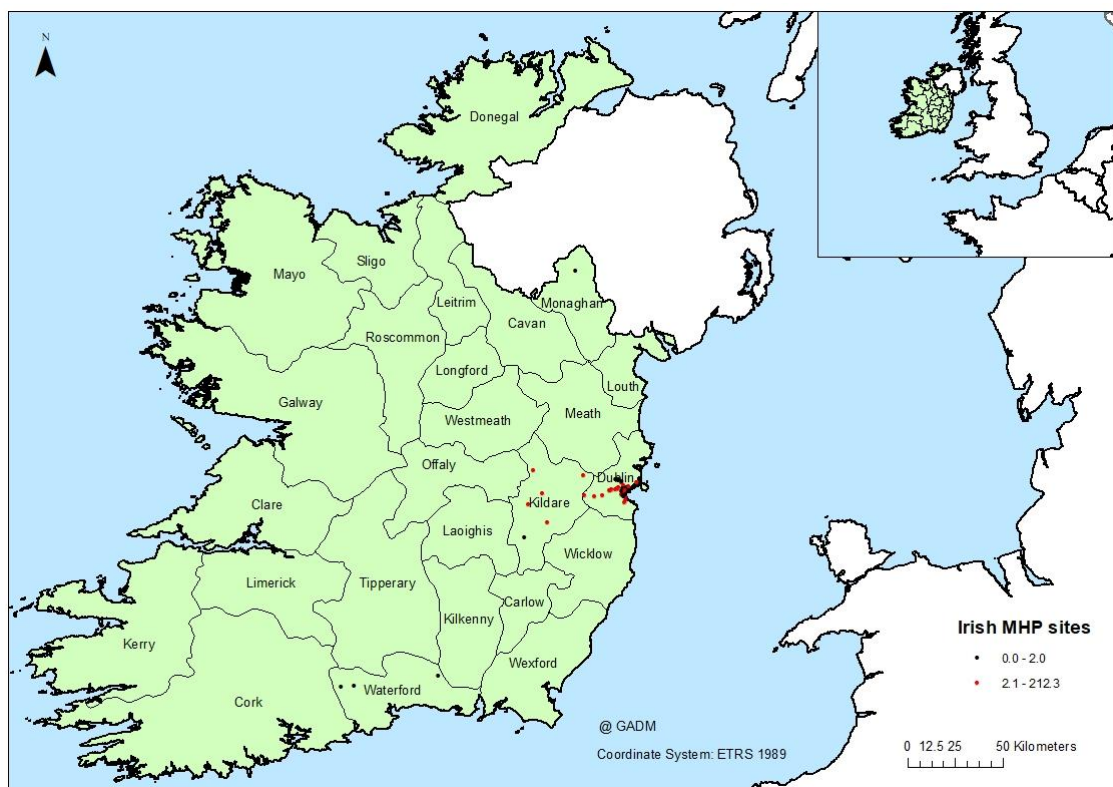 N
Donegal
Mayo
Sligo
Leitrim
Monaghan
Cavan
Roscommon
Longford
Louth
Galway
Westmeath
Meath
Offaly
Dublin
Kildare
Clare
Laoighis
Wicklow
Limerick
Tipperary
Carlow
Kilkenny
Kerry
Wexford
Waterford
Cork
Irish MHP sites
0.0 - 2.0
2.1 - 212.3
@ GADM
Coordinate System: ETRS 1989
0 12.5 25 50 Kilometers